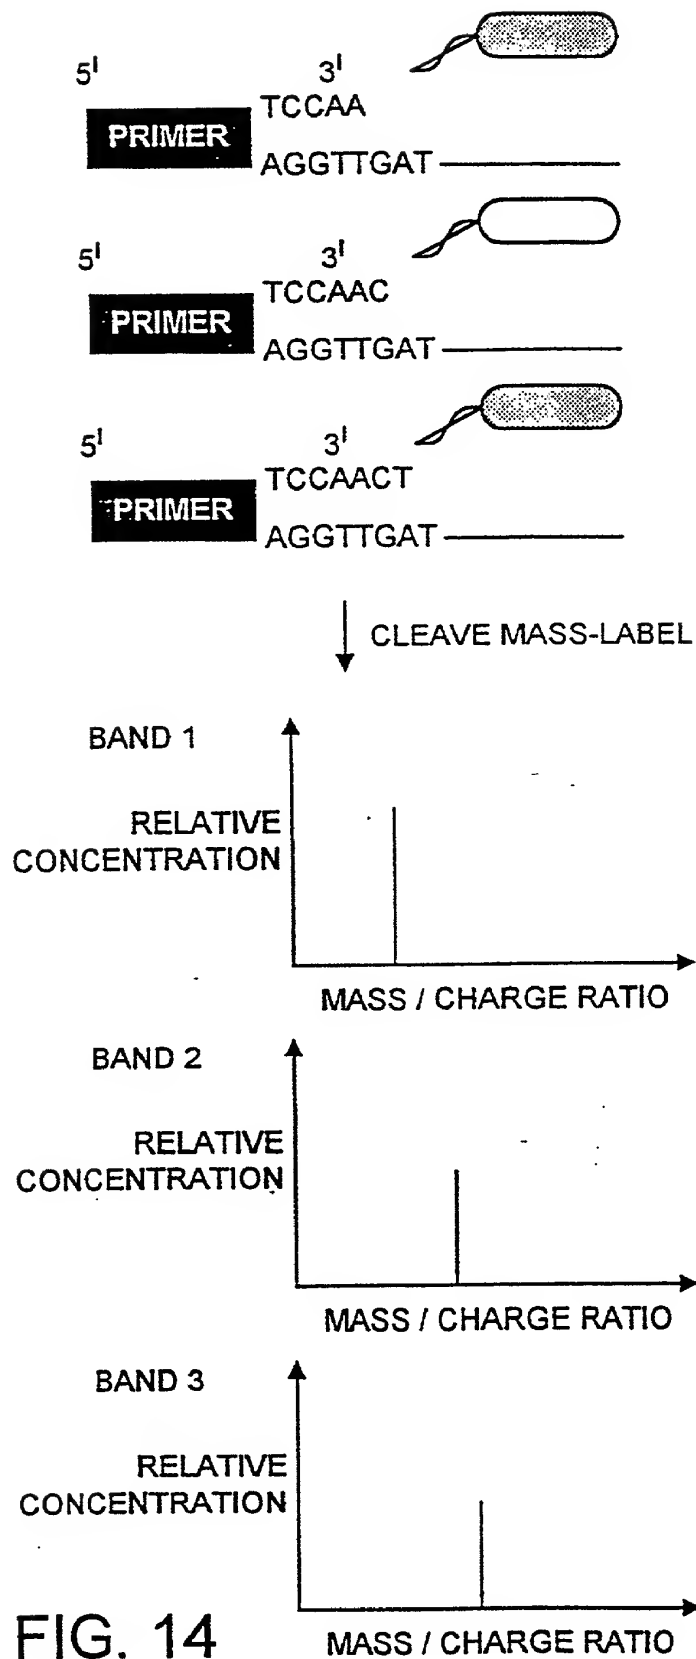 5' 3'
TCCAA
PRIMER
AGGTTGAT
5' 3'
TCCAAC
PRIMER
AGGTTGAT
5' 3'
TCCAACT
PRIMER
AGGTTGAT
CLEAVE MASS-LABEL
BAND 1
RELATIVE
CONCENTRATION
MASS / CHARGE RATIO
BAND 2
RELATIVE
CONCENTRATION
MASS / CHARGE RATIO
BAND 3
RELATIVE
CONCENTRATION
MASS / CHARGE RATIO
FIG. 14